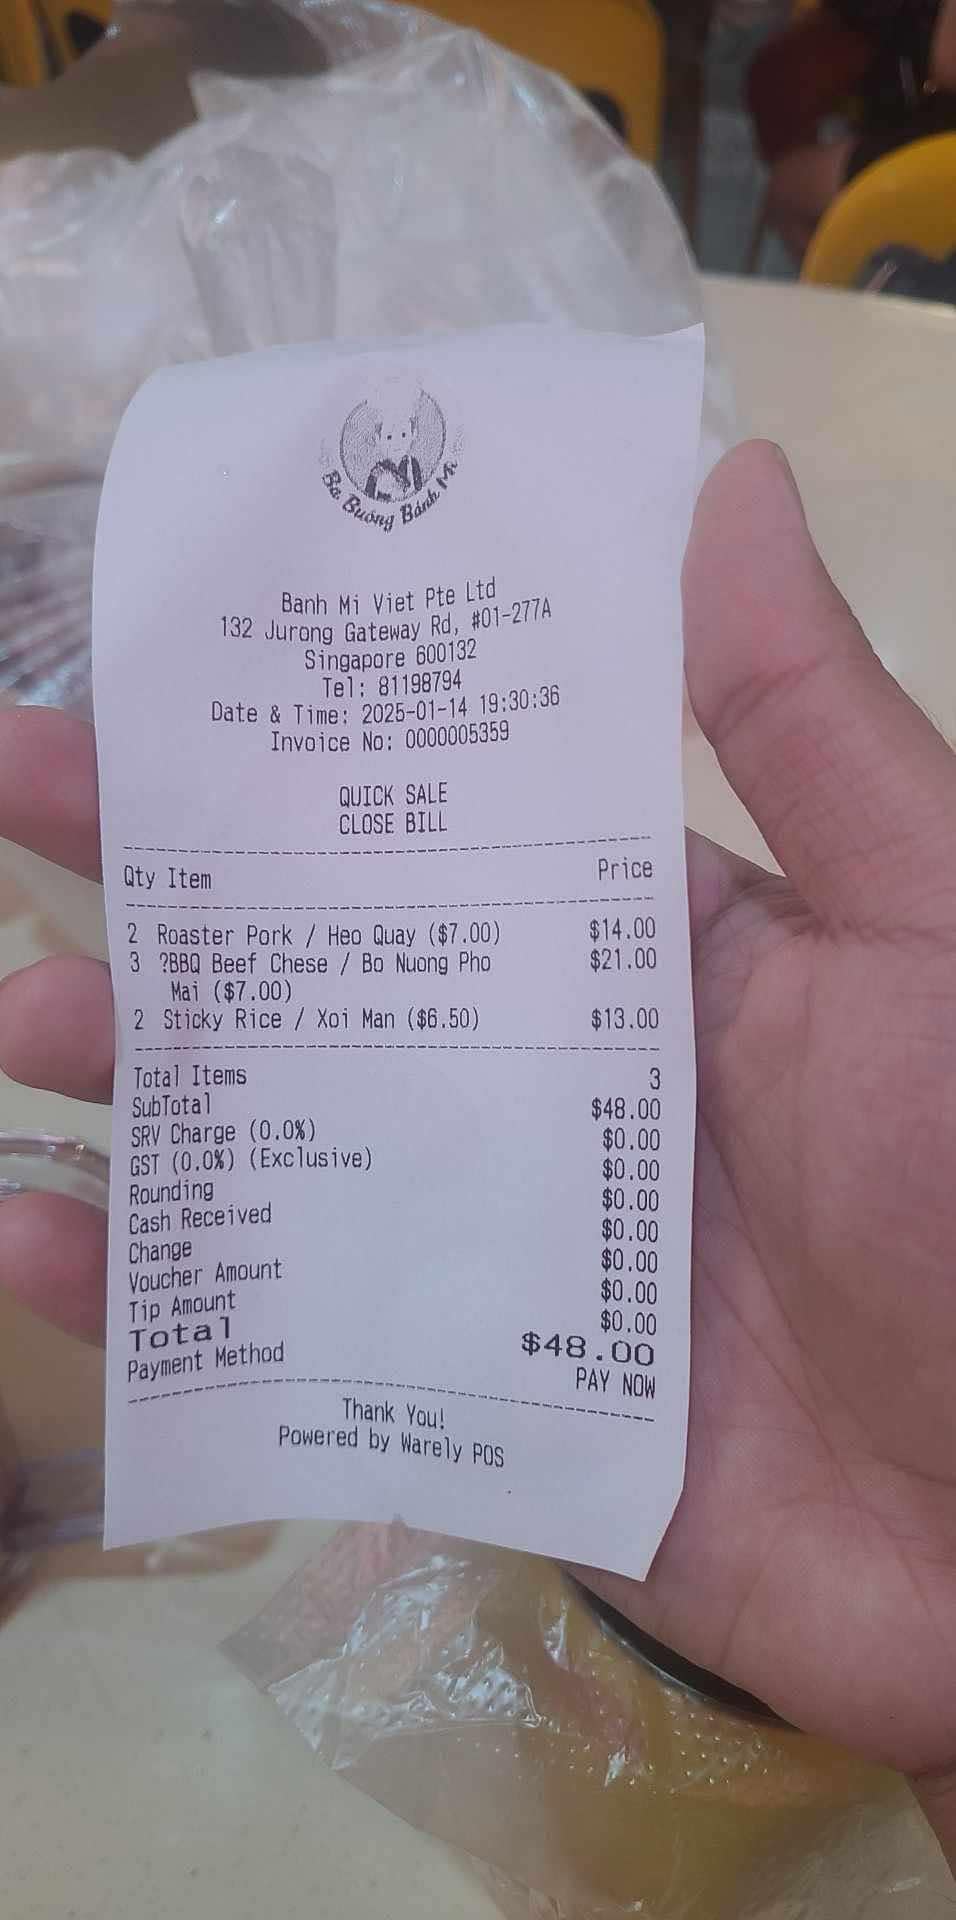 Ba Buông Bánh Mì
Banh Mi Viet Pte Ltd
132 Jurong Gateway Rd, #01-277A
Singapore 600132
Tel: 81198794
Date & Time: 2025-01-14 19:30:36
Invoice No: 0000005359
QUICK SALE
CLOSE BILL
Qty Item Price
2 Roaster Pork / Heo Quay ($7.00) $14.00
3 ?BBQ Beef Chese / Bo Nuong Pho $21.00
Mai ($7.00)
2 Sticky Rice / Xoi Man ($6.50) $13.00
Total Items 3
SubTotal $48.00
SRV Charge (0.0%) $0.00
GST (0.0%) (Exclusive) $0.00
Rounding $0.00
Cash Received $0.00
Change $0.00
Voucher Amount $0.00
Tip Amount $0.00
Total $48.00
Payment Method PAY NOW
Thank You!
Powered by Warely POS